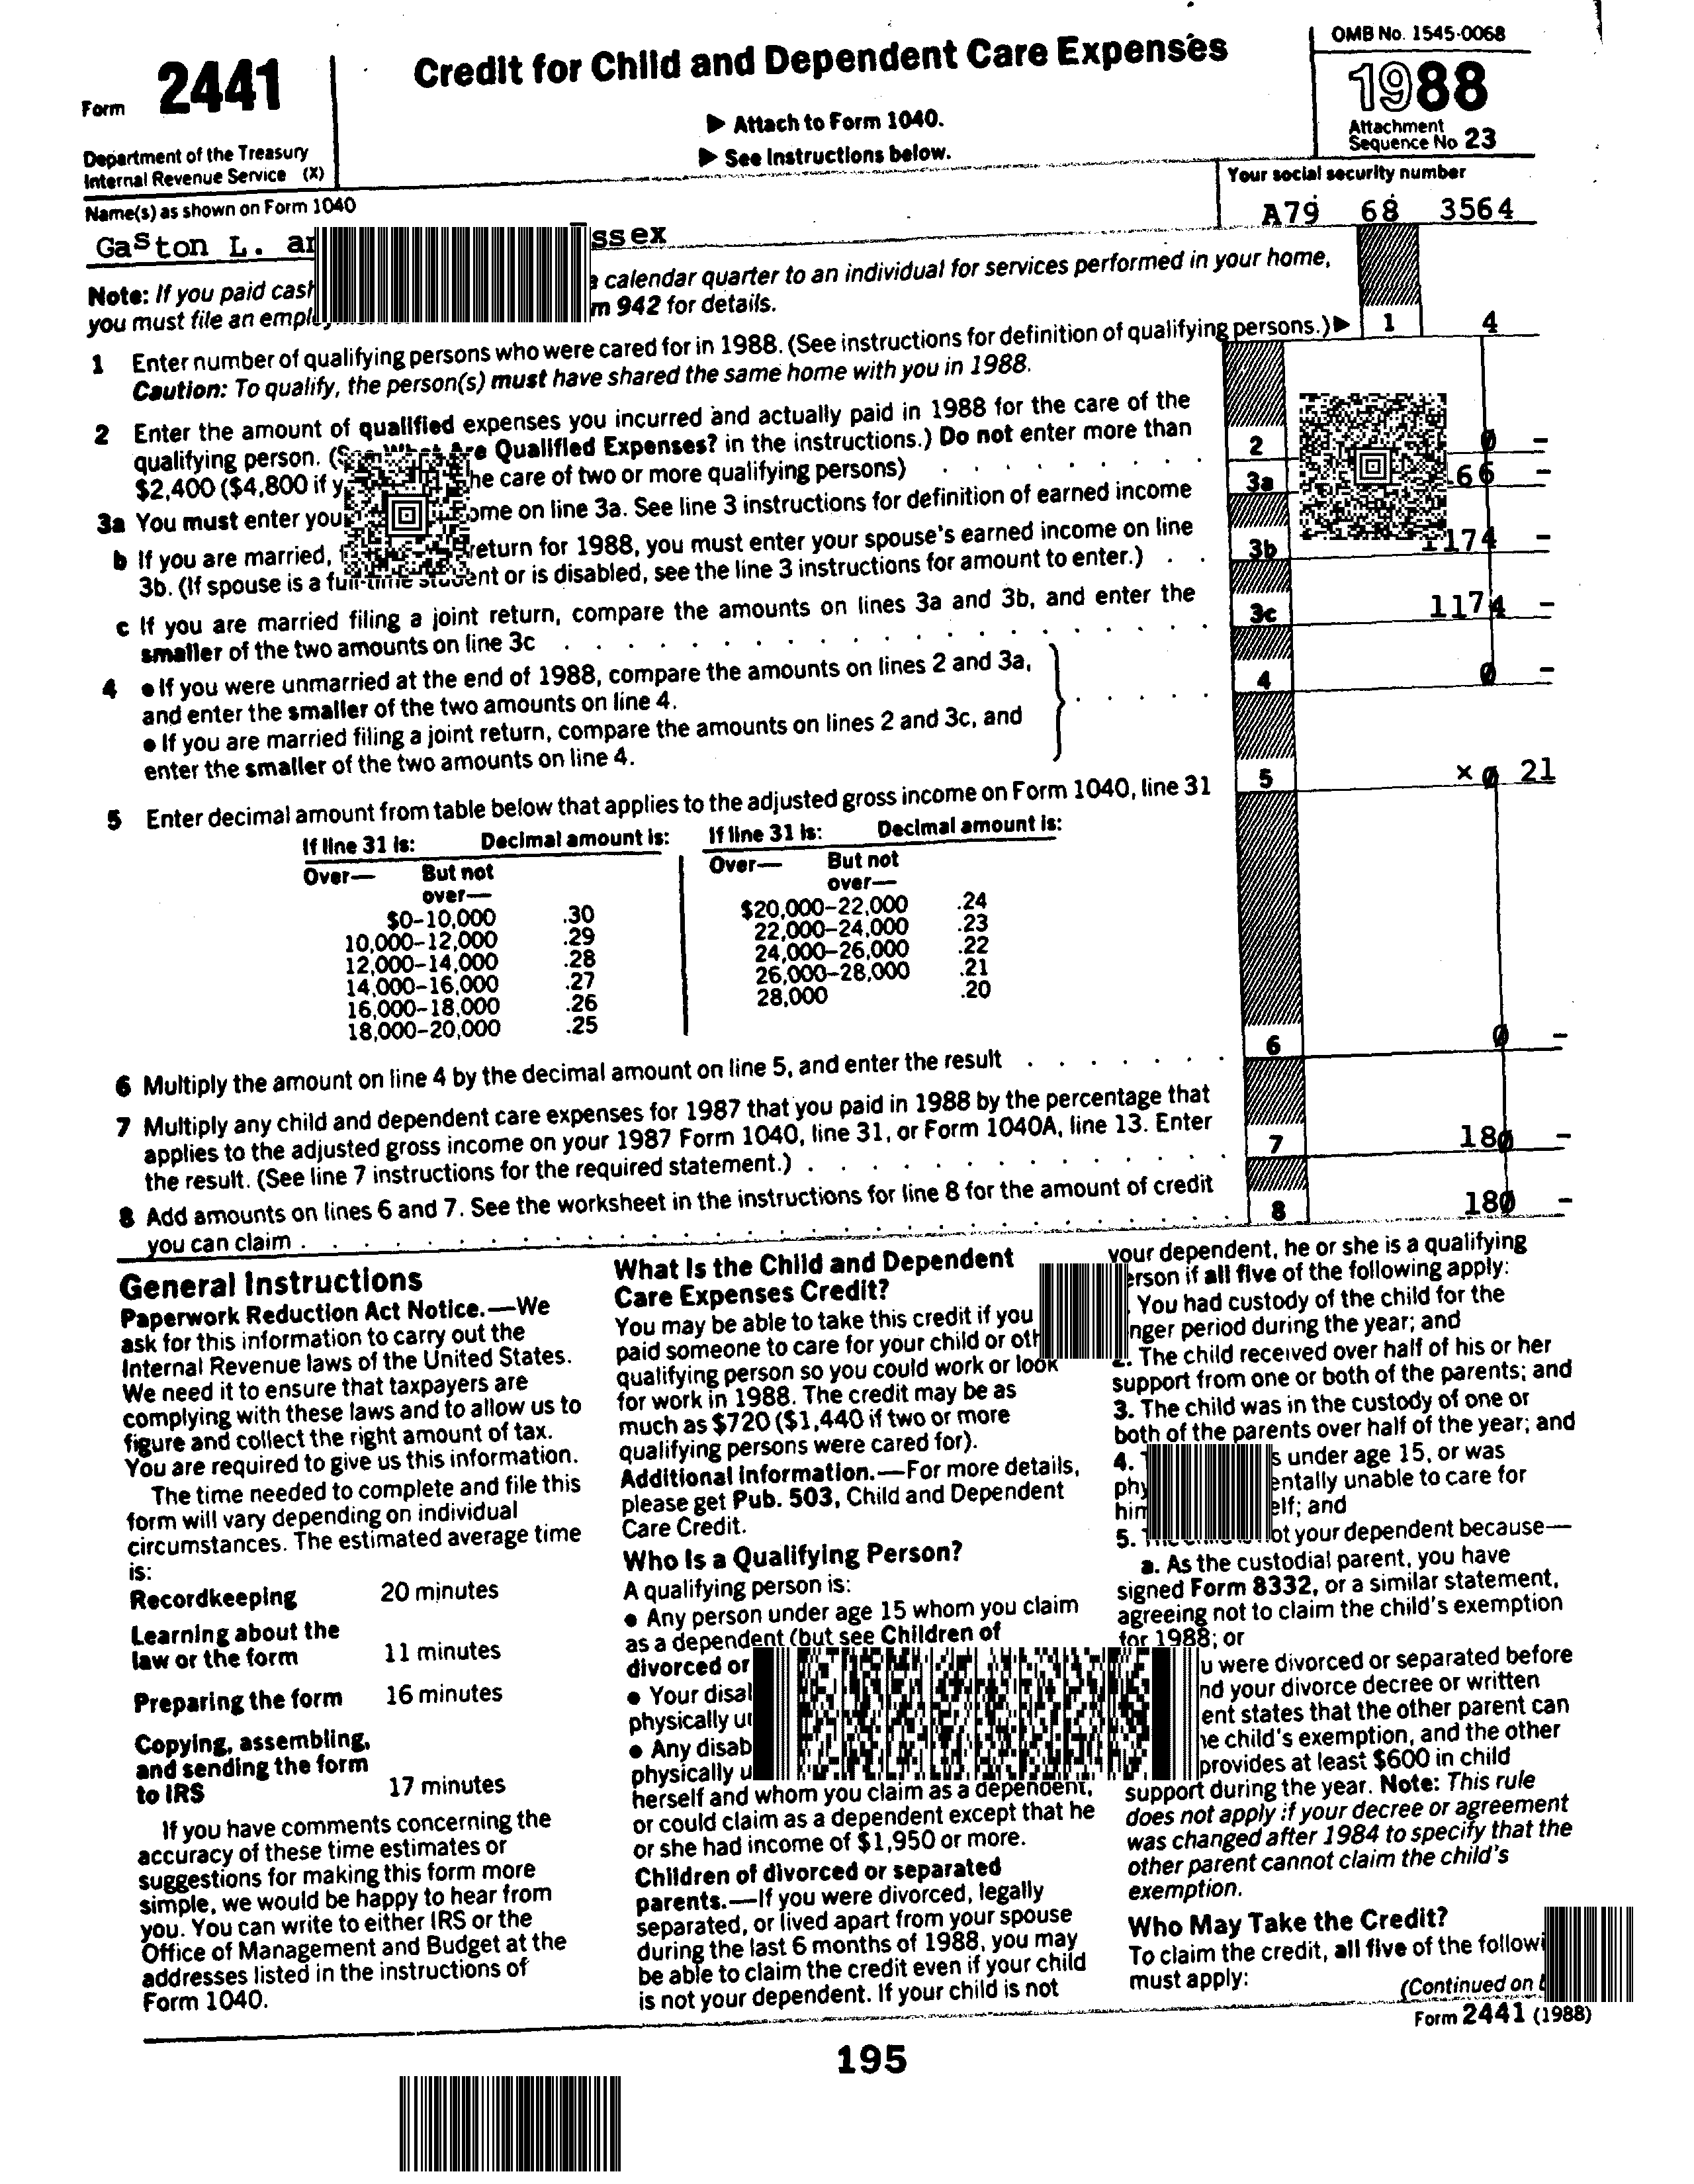 Form 2441
Department of the Treasury
Internal Revenue Service (X)
Credit for Child and Dependent Care Expenses
▶ Attach to Form 1040.
▶ See Instructions below.
OMB No. 1545-0068
1988
Attachment
Sequence No 23
Name(s) as shown on Form 1040
Your social security number
Gaston L. ssex
A79 68 3564
Note: If you paid cash calendar quarter to an individual for services performed in your home,
you must file an 942 for details.
1 Enter number of qualifying persons who were cared for in 1988. (See instructions for definition of qualifying persons.)▶ 1 4
Caution: To qualify, the person(s) must have shared the same home with you in 1988.
2 Enter the amount of qualified expenses you incurred and actually paid in 1988 for the care of the
qualifying person. ( Are Qualified Expenses? in the instructions.) Do not enter more than
$2,400 ($4,800 if care of two or more qualifying persons) 2 0 –
3a You must enter on line 3a. See line 3 instructions for definition of earned income 3a 66 –
b If you are married, return for 1988, you must enter your spouse's earned income on line
3b. (If spouse is a full-time student or is disabled, see the line 3 instructions for amount to enter.) 3b 1174 –
c If you are married filing a joint return, compare the amounts on lines 3a and 3b, and enter the
smaller of the two amounts on line 3c 3c 1174 –
4 ● If you were unmarried at the end of 1988, compare the amounts on lines 2 and 3a,
and enter the smaller of the two amounts on line 4. 4 0 –
● If you are married filing a joint return, compare the amounts on lines 2 and 3c, and
enter the smaller of the two amounts on line 4.
5 Enter decimal amount from table below that applies to the adjusted gross income on Form 1040, line 31 5 × 0 21
If line 31 is: Decimal amount is: If line 31 is: Decimal amount is:
Over— But not over— Over— But not over—
$0–10,000 .30 $20,000–22,000 .24
10,000–12,000 .29 22,000–24,000 .23
12,000–14,000 .28 24,000–26,000 .22
14,000–16,000 .27 26,000–28,000 .21
16,000–18,000 .26 28,000 .20
18,000–20,000 .25
6 Multiply the amount on line 4 by the decimal amount on line 5, and enter the result 6 0 –
7 Multiply any child and dependent care expenses for 1987 that you paid in 1988 by the percentage that
applies to the adjusted gross income on your 1987 Form 1040, line 31, or Form 1040A, line 13. Enter
the result. (See line 7 instructions for the required statement.) 7 180 –
8 Add amounts on lines 6 and 7. See the worksheet in the instructions for line 8 for the amount of credit
you can claim 8 180 –
General Instructions
Paperwork Reduction Act Notice.—We
ask for this information to carry out the
Internal Revenue laws of the United States.
We need it to ensure that taxpayers are
complying with these laws and to allow us to
figure and collect the right amount of tax.
You are required to give us this information.
The time needed to complete and file this
form will vary depending on individual
circumstances. The estimated average time
is:
Recordkeeping 20 minutes
Learning about the
law or the form 11 minutes
Preparing the form 16 minutes
Copying, assembling,
and sending the form
to IRS 17 minutes
If you have comments concerning the
accuracy of these time estimates or
suggestions for making this form more
simple, we would be happy to hear from
you. You can write to either IRS or the
Office of Management and Budget at the
addresses listed in the instructions of
Form 1040.
What Is the Child and Dependent
Care Expenses Credit?
You may be able to take this credit if you
paid someone to care for your child or
qualifying person so you could work or look
for work in 1988. The credit may be as
much as $720 ($1,440 if two or more
qualifying persons were cared for).
Additional Information.—For more details,
please get Pub. 503, Child and Dependent
Care Credit.
Who Is a Qualifying Person?
A qualifying person is:
● Any person under age 15 whom you claim
as a dependent (but see Children of
divorced or
● Your
physically
● Any
physically
herself and whom you claim as a dependent,
or could claim as a dependent except that he
or she had income of $1,950 or more.
Children of divorced or separated
parents.—If you were divorced, legally
separated, or lived apart from your spouse
during the last 6 months of 1988, you may
be able to claim the credit even if your child
is not your dependent. If your child is not
your dependent, he or she is a qualifying
person if all five of the following apply:
You had custody of the child for the
period during the year; and
2. The child received over half of his or her
support from one or both of the parents; and
3. The child was in the custody of one or
both of the parents over half of the year; and
4. under age 15, or was
unable to care for
and
5. your dependent because—
a. As the custodial parent, you have
signed Form 8332, or a similar statement,
agreeing not to claim the child's exemption
for 1988; or
were divorced or separated before
your divorce decree or written
states that the other parent can
child's exemption, and the other
provides at least $600 in child
support during the year. Note: This rule
does not apply if your decree or agreement
was changed after 1984 to specify that the
other parent cannot claim the child's
exemption.
Who May Take the Credit?
To claim the credit, all five of the
must apply:
(Continued on
Form 2441 (1988)
195